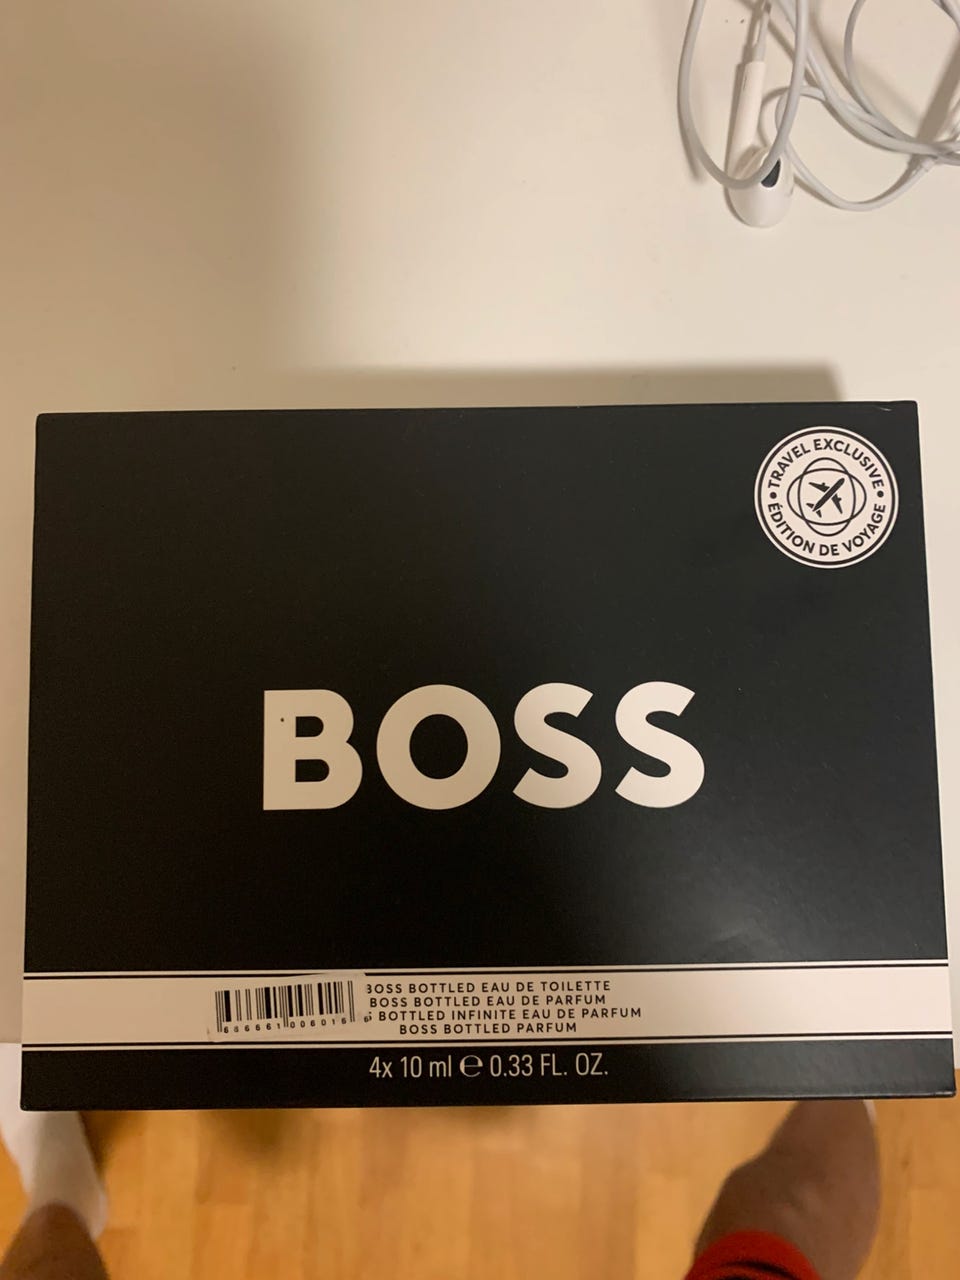 TRAVEL EXCLUSIVE
ÉDITION DE VOYAGE
BOSS
BOSS BOTTLED EAU DE TOILETTE
BOSS BOTTLED EAU DE PARFUM
BOTTLED INFINITE EAU DE PARFUM
BOSS BOTTLED PARFUM
4x 10 ml ℮ 0.33 FL. OZ.